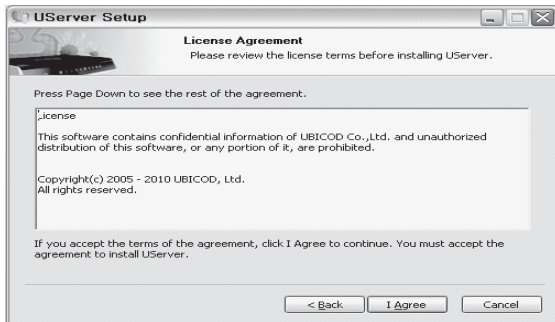 UServer Setup
License Agreement
Please review the license terms before installing UServer.
Press Page Down to see the rest of the agreement.
License
This software contains confidential information of UBICOD Co.,Ltd. and unauthorized
distribution of this software, or any portion of it, are prohibited.
Copyright(c) 2005 - 2010 UBICOD, Ltd.
All rights reserved.
If you accept the terms of the agreement, click I Agree to continue. You must accept the
agreement to install UServer.
< Back I Agree Cancel